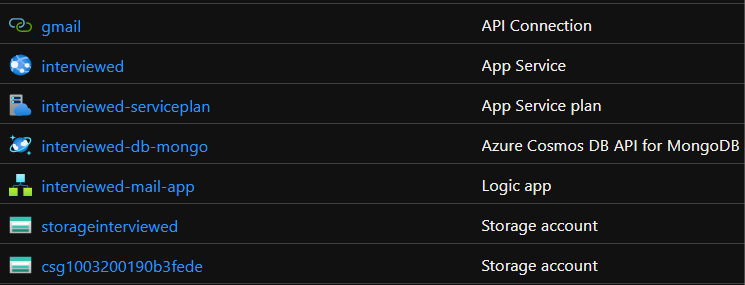 gmail API Connection
interviewed App Service
interviewed-serviceplan App Service plan
interviewed-db-mongo Azure Cosmos DB API for MongoDB
interviewed-mail-app Logic app
storageinterviewed Storage account
csg1003200190b3fede Storage account